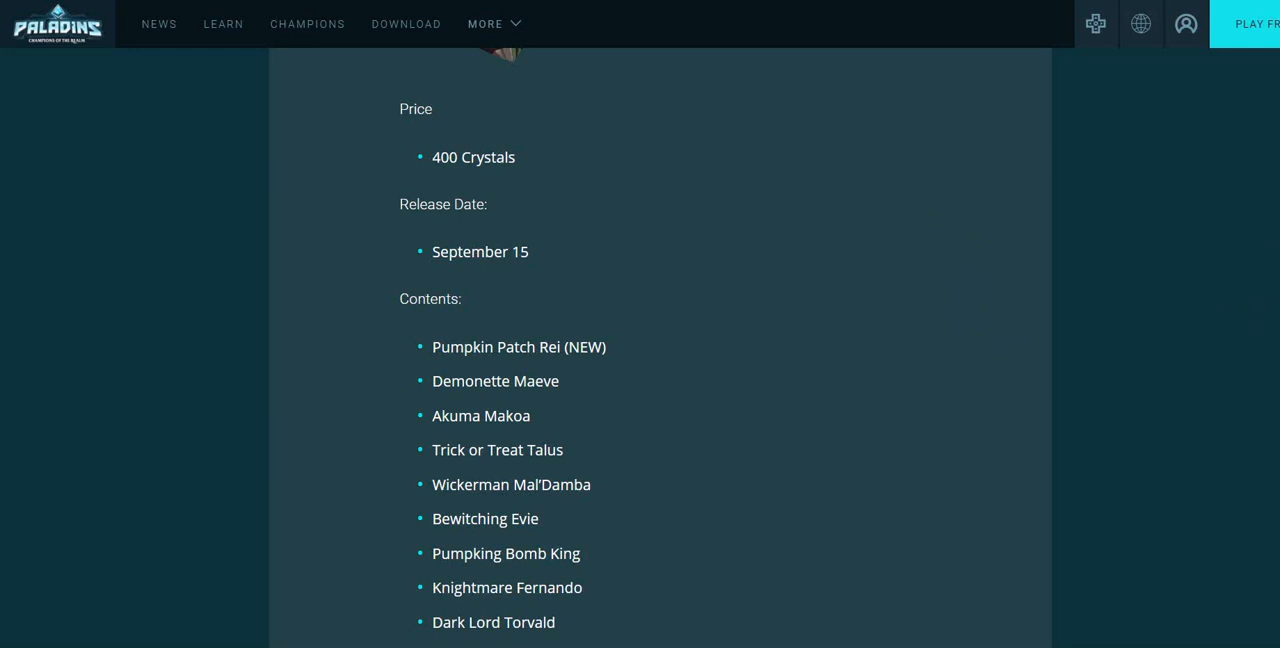 PALADINS
CHAMPIONS OF THE REALM
NEWS
LEARN
CHAMPIONS
DOWNLOAD
MORE
PLAY FR
Price
• 400 Crystals
Release Date:
• September 15
Contents:
• Pumpkin Patch Rei (NEW)
• Demonette Maeve
• Akuma Makoa
• Trick or Treat Talus
• Wickerman Mal’Damba
• Bewitching Evie
• Pumpking Bomb King
• Knightmare Fernando
• Dark Lord Torvald